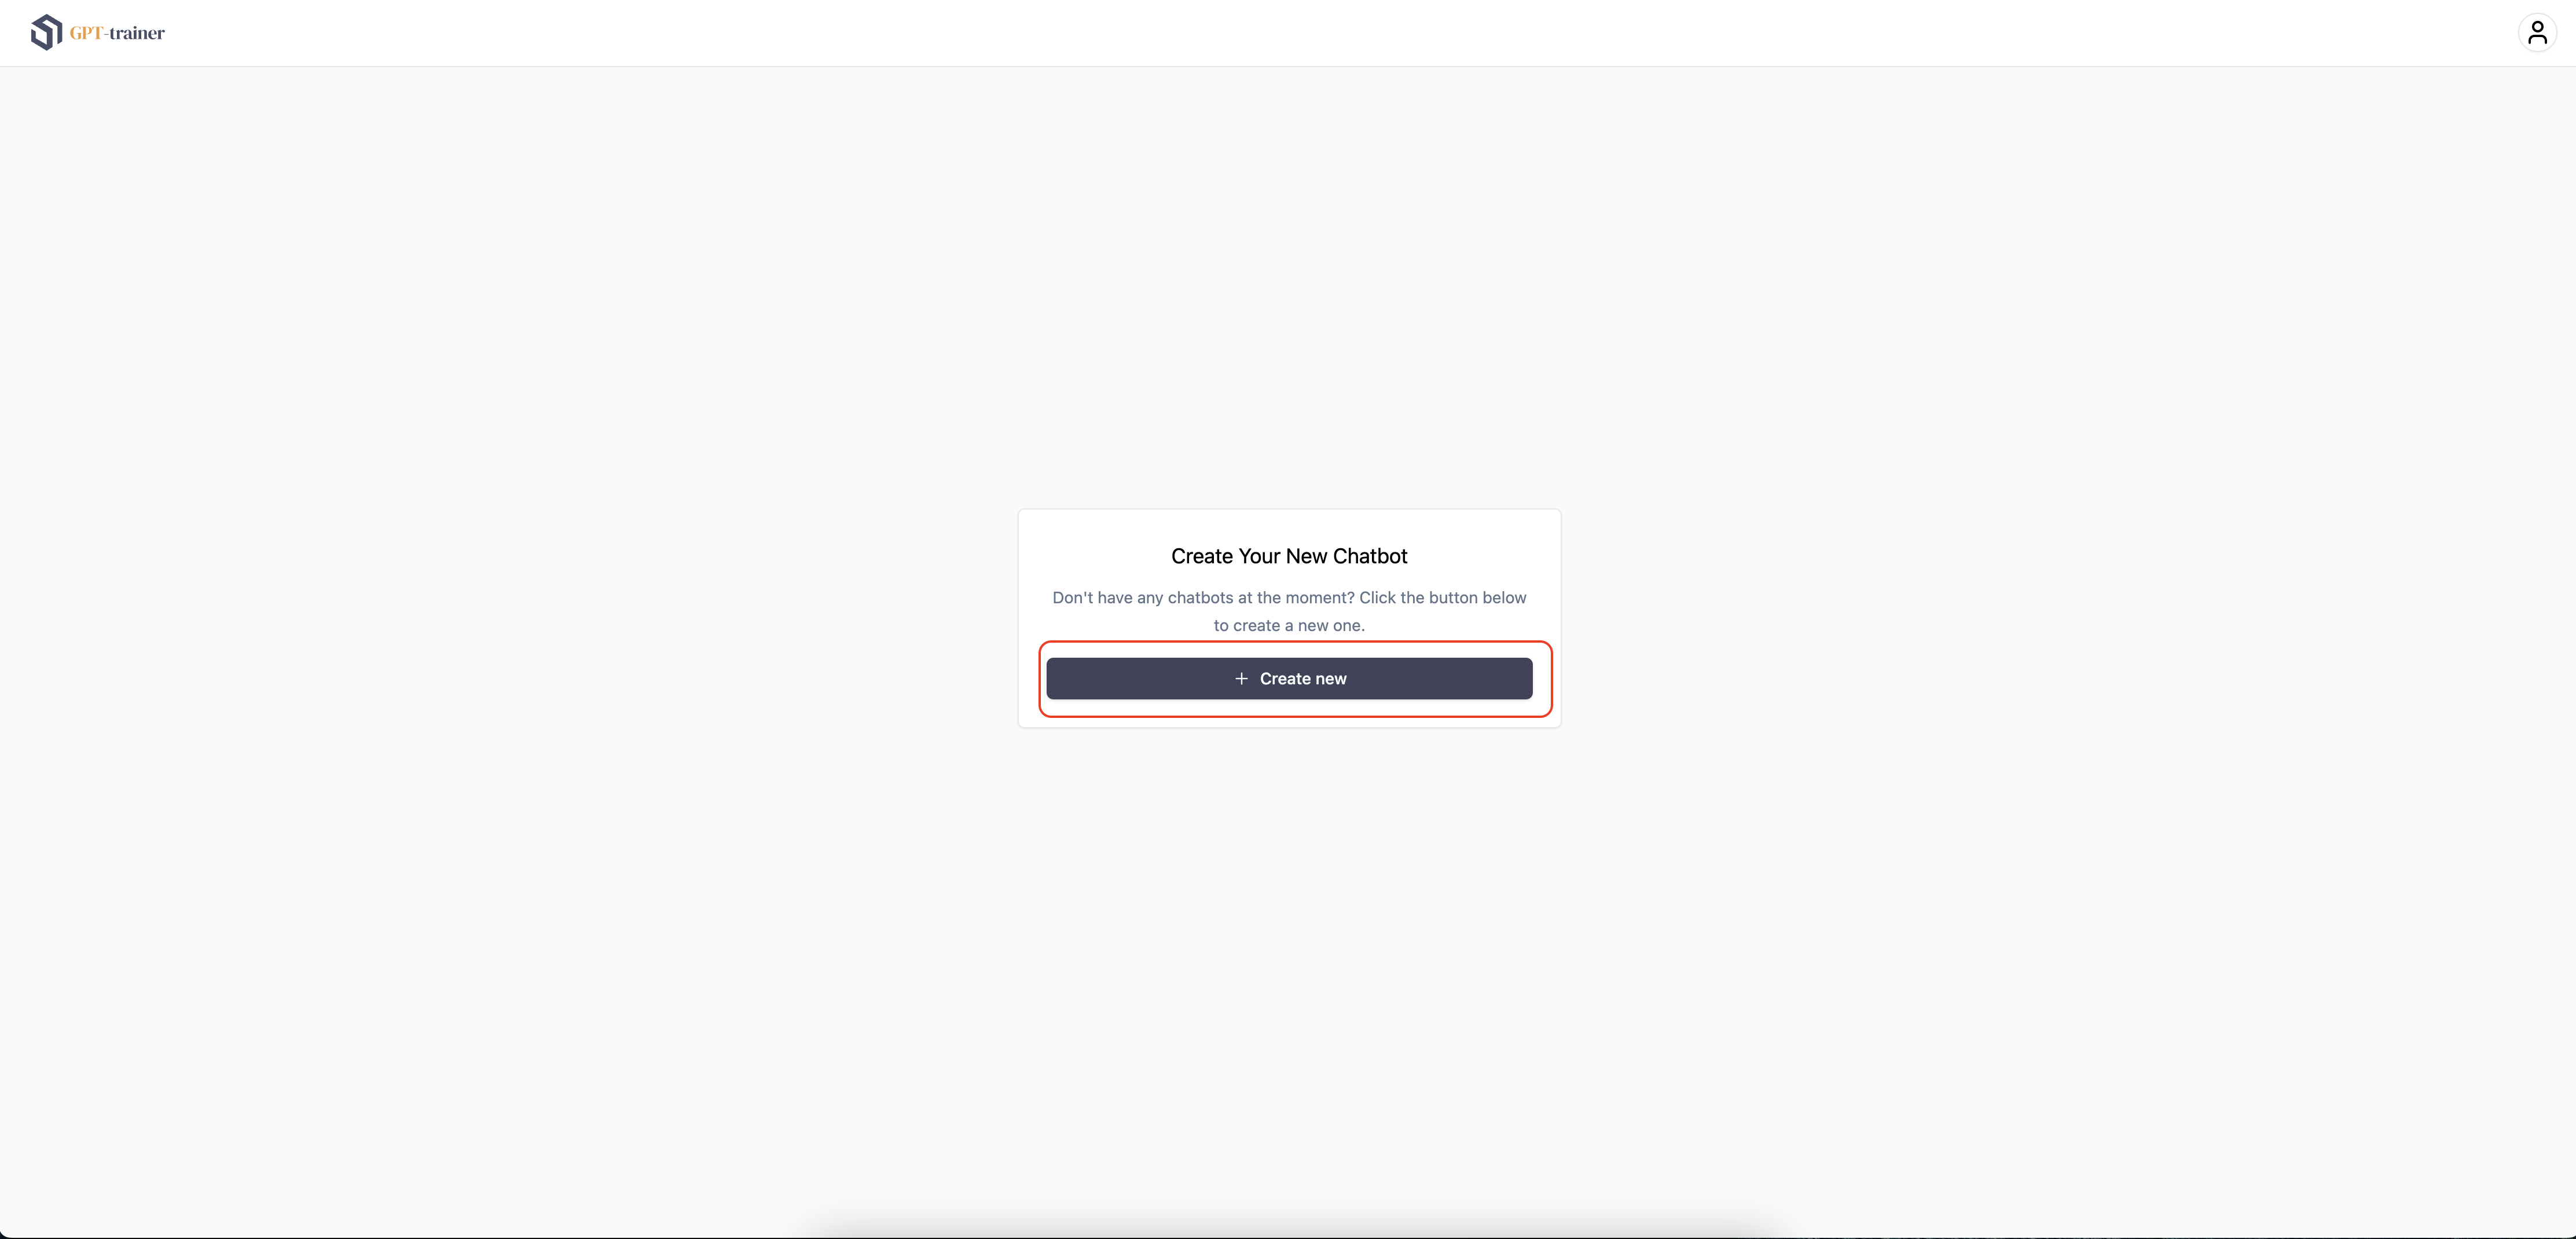 GPT-trainer
Create Your New Chatbot
Don't have any chatbots at the moment? Click the button below
to create a new one.
Create new